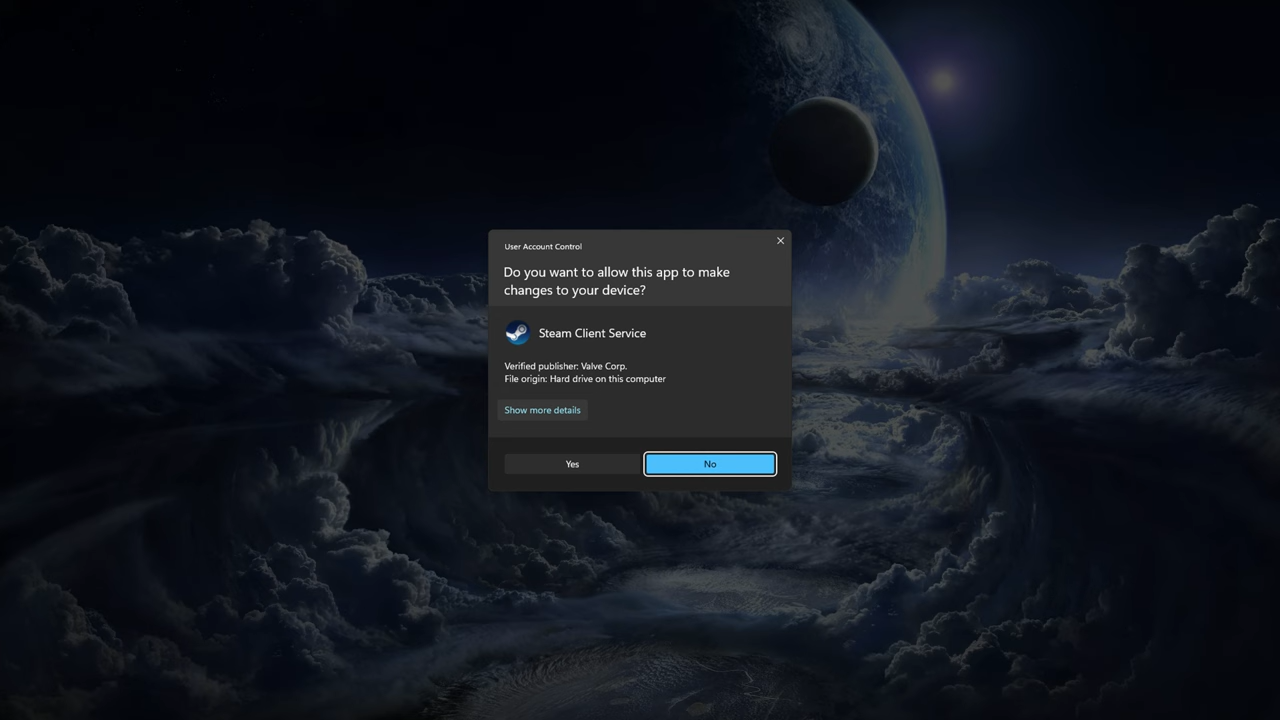 User Account Control
Do you want to allow this app to make
changes to your device?
Steam Client Service
Verified publisher: Valve Corp.
File origin: Hard drive on this computer
Show more details
Yes
No